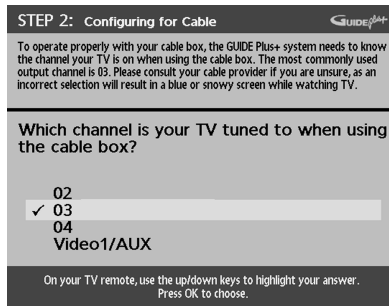 STEP 2: Configuring for Cable
GUIDE Plus+
To operate properly with your cable box, the GUIDE Plus+ system needs to know
the channel your TV is on when using the cable box. The most commonly used
output channel is 03. Please consult your cable provider if you are unsure, as an
incorrect selection will result in a blue or snowy screen while watching TV.
Which channel is your TV tuned to when using
the cable box?
02
✓ 03
04
Video1/AUX
On your TV remote, use the up/down keys to highlight your answer.
Press OK to choose.